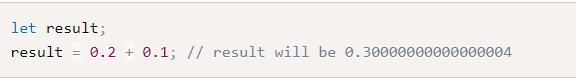 let result;
result = 0.2 + 0.1; // result will be 0.30000000000000004